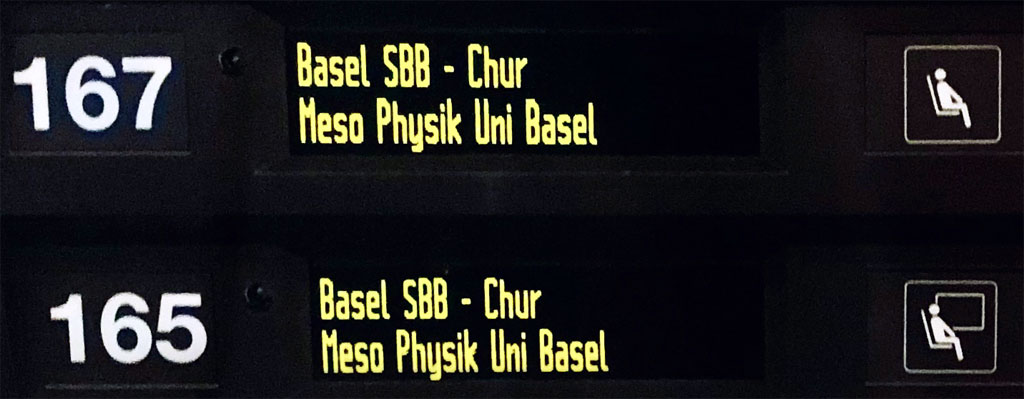 167
Basel SBB - Chur
Meso Physik Uni Basel
165
Basel SBB - Chur
Meso Physik Uni Basel